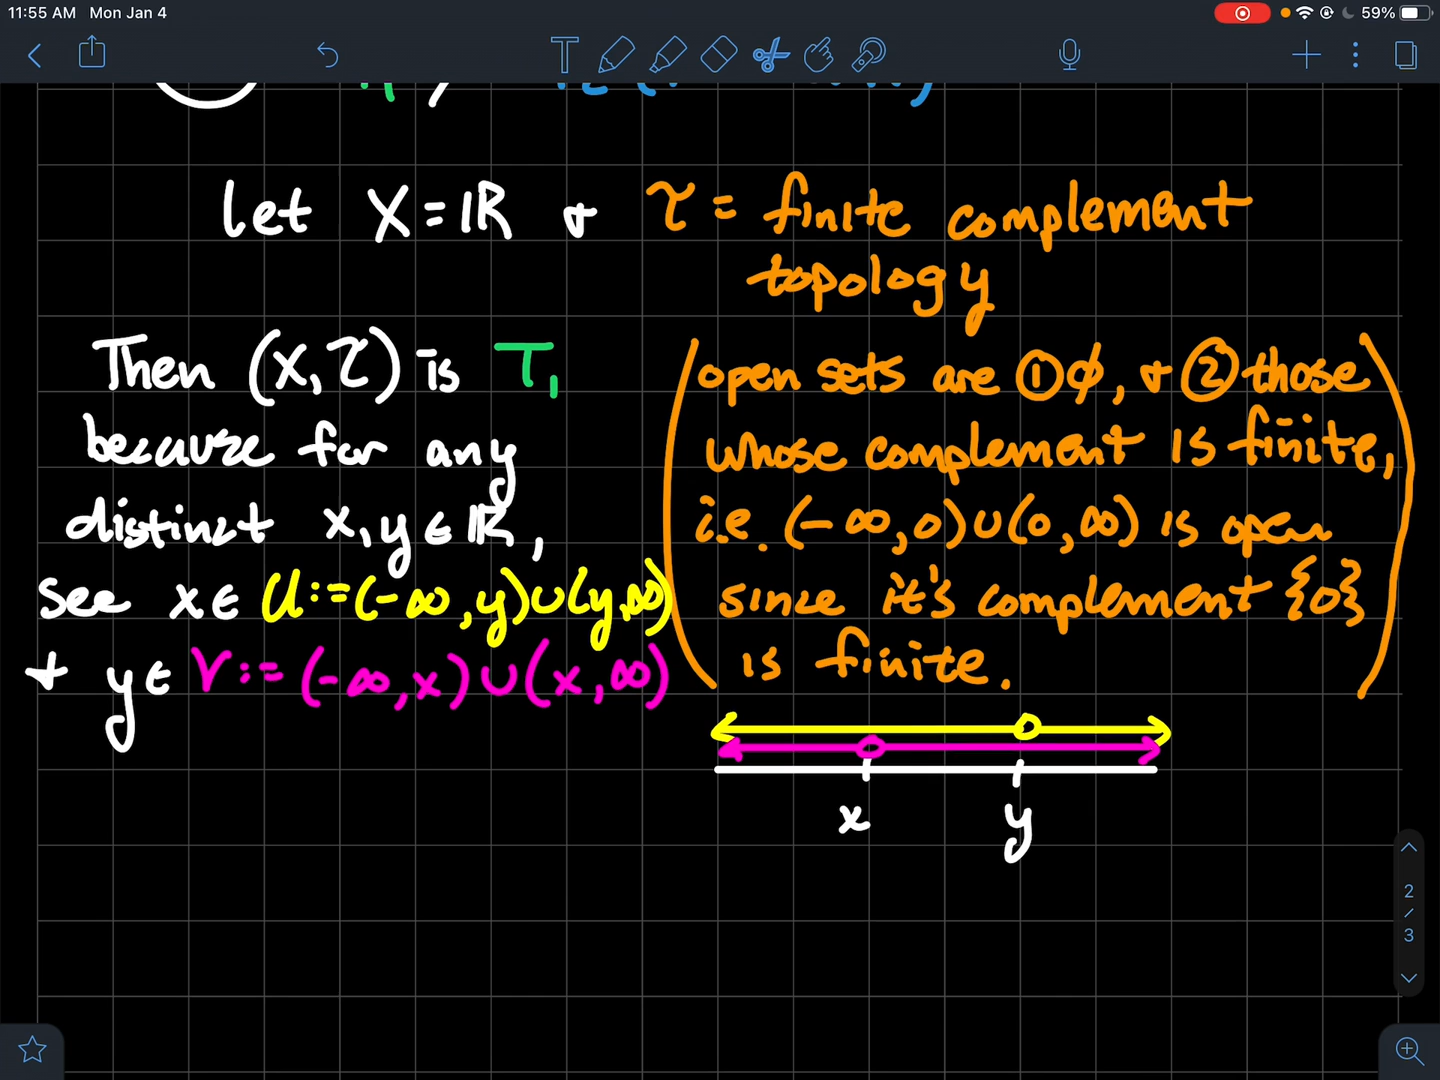 11:55 AM Mon Jan 4
59%
Let X = ℝ & τ = finite complement
topology
Then (X, τ) is T₁
because for any
distinct x, y ∈ ℝ,
see x ∈ U := (-∞, y) ∪ (y, ∞)
+ y ∈ V := (-∞, x) ∪ (x, ∞)
(open sets are ① ∅, & ② those
whose complement is finite,
i.e. (-∞, 0) ∪ (0, ∞) is open
since it's complement {0}
is finite.)
x y
2
/
3